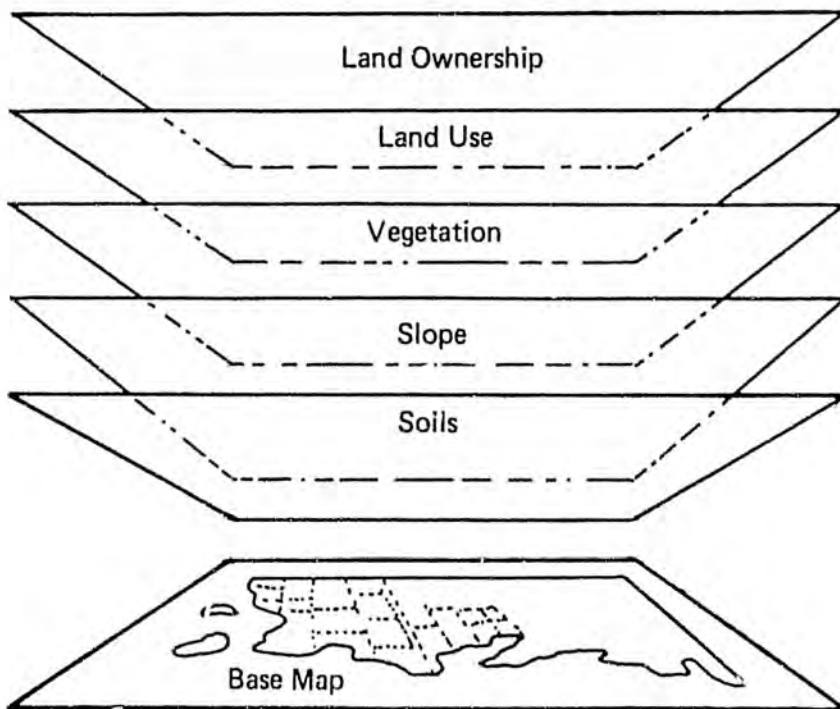 Land Ownership
Land Use
Vegetation
Slope
Soils
Base Map